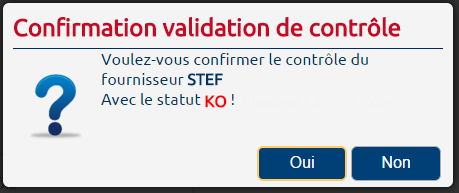 Confirmation validation de contrôle
Voulez-vous confirmer le contrôle du
fournisseur STEF
Avec le statut KO !
Oui
Non